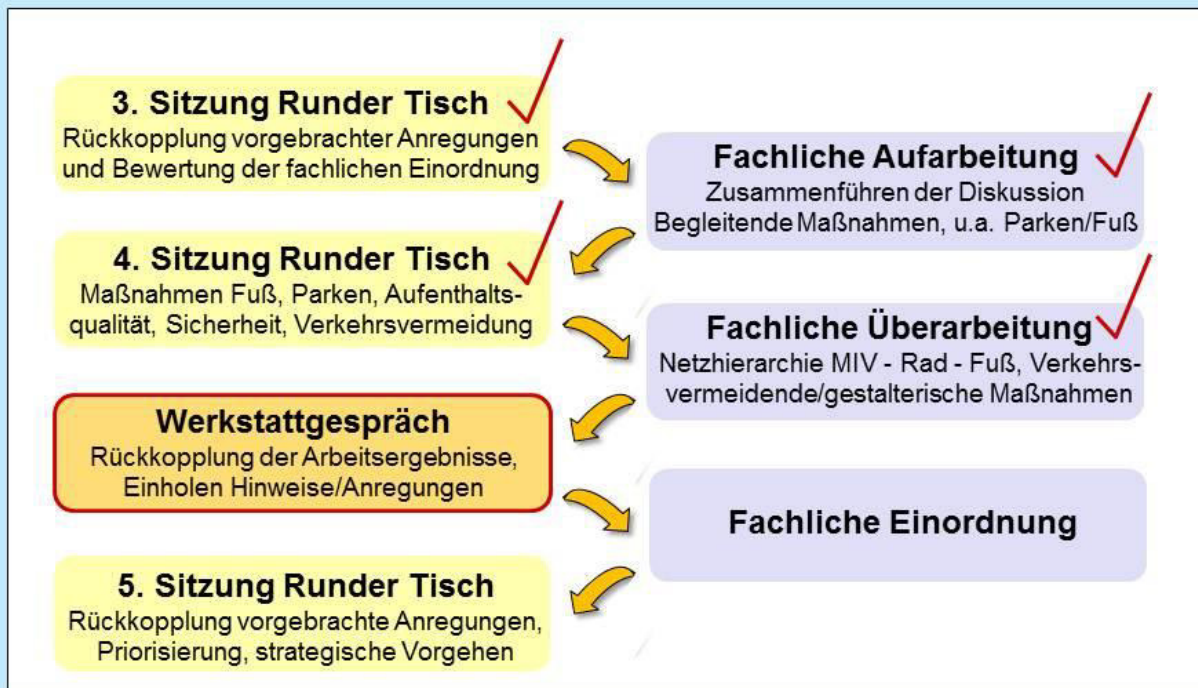 3. Sitzung Runder Tisch
Rückkopplung vorgebrachter Anregungen
und Bewertung der fachlichen Einordnung
Fachliche Aufarbeitung
Zusammenführen der Diskussion
Begleitende Maßnahmen, u.a. Parken/Fuß
4. Sitzung Runder Tisch
Maßnahmen Fuß, Parken, Aufenthalts-
qualität, Sicherheit, Verkehrsvermeidung
Fachliche Überarbeitung
Netzhierarchie MIV - Rad - Fuß, Verkehrs-
vermeidende/gestalterische Maßnahmen
Werkstattgespräch
Rückkopplung der Arbeitsergebnisse,
Einholen Hinweise/Anregungen
Fachliche Einordnung
5. Sitzung Runder Tisch
Rückkopplung vorgebrachte Anregungen,
Priorisierung, strategische Vorgehen